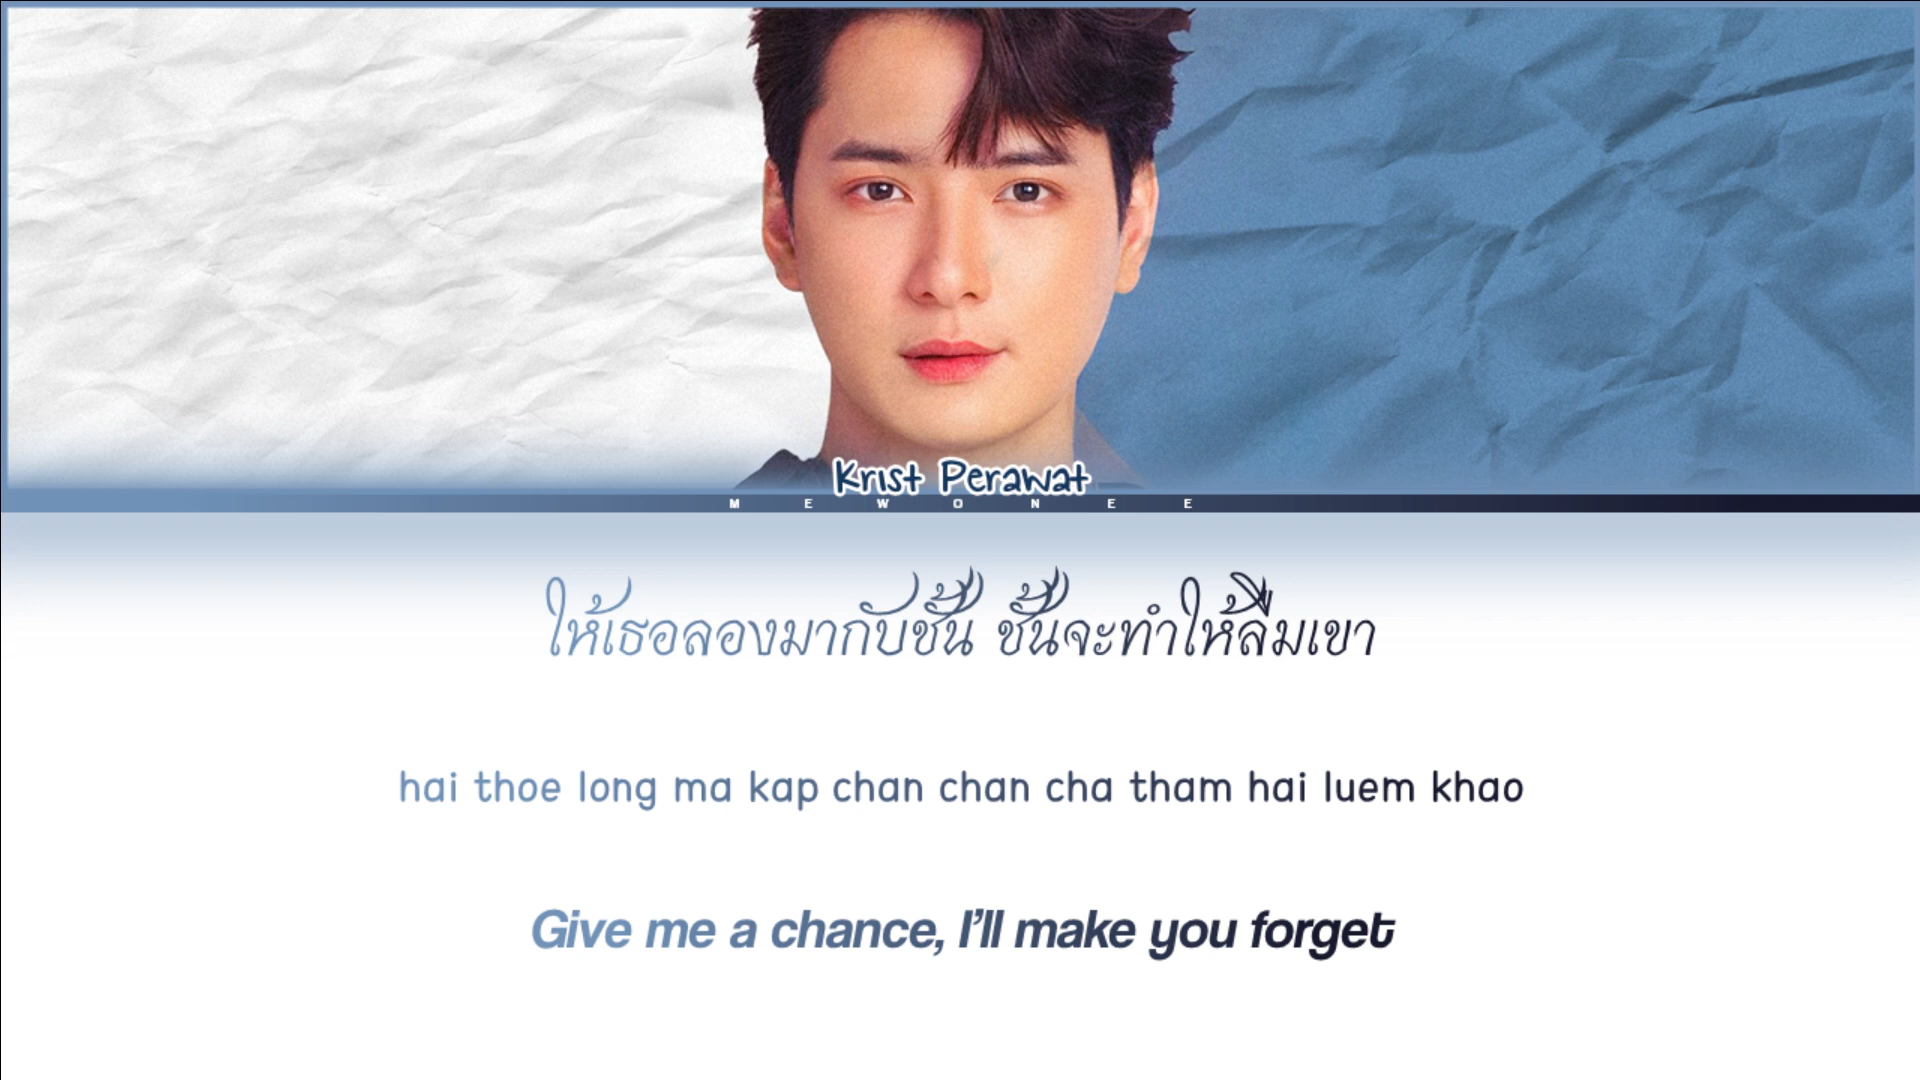 Krist Perawat
MEWONEE
ให้เธอลองมากับชั้น ชั้นจะทำให้ลืมเขา
hai thoe long ma kap chan chan cha tham hai luem khao
Give me a chance, I'll make you forget